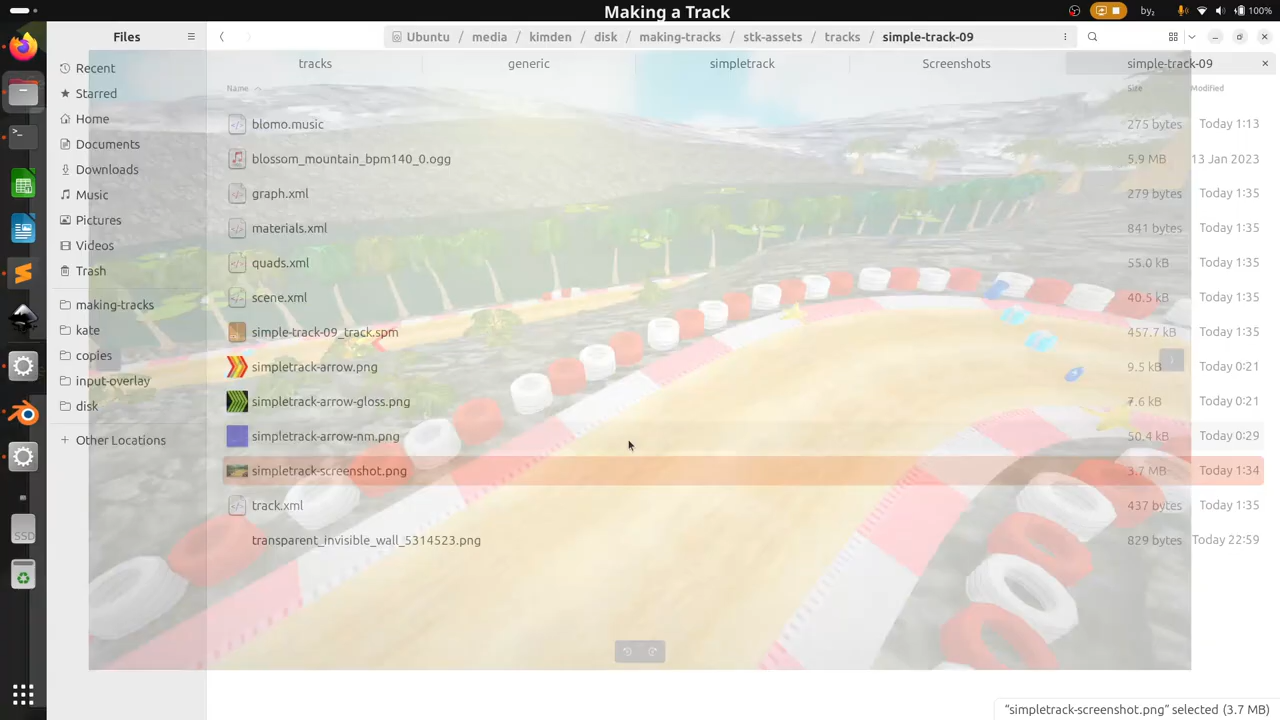 Making a Track
by₂
100%
Files
Ubuntu / media / kimden / disk / making-tracks / stk-assets / tracks / simple-track-09
tracks
generic
simpletrack
Screenshots
simple-track-09
Recent
Starred
Home
Documents
Downloads
Music
Pictures
Videos
Trash
making-tracks
kate
copies
input-overlay
disk
Other Locations
SSD
Name Size Modified
blomo.music 275 bytes Today 1:13
blossom_mountain_bpm140_0.ogg 5.9 MB 13 Jan 2023
graph.xml 279 bytes Today 1:35
materials.xml 841 bytes Today 1:35
quads.xml 55.0 kB Today 1:35
scene.xml 40.5 kB Today 1:35
simple-track-09_track.spm 457.7 kB Today 1:35
simpletrack-arrow.png 9.5 kB Today 0:21
simpletrack-arrow-gloss.png 7.6 kB Today 0:21
simpletrack-arrow-nm.png 50.4 kB Today 0:29
simpletrack-screenshot.png 3.7 MB Today 1:34
track.xml 437 bytes Today 1:35
transparent_invisible_wall_5314523.png 829 bytes Today 22:59
"simpletrack-screenshot.png" selected (3.7 MB)